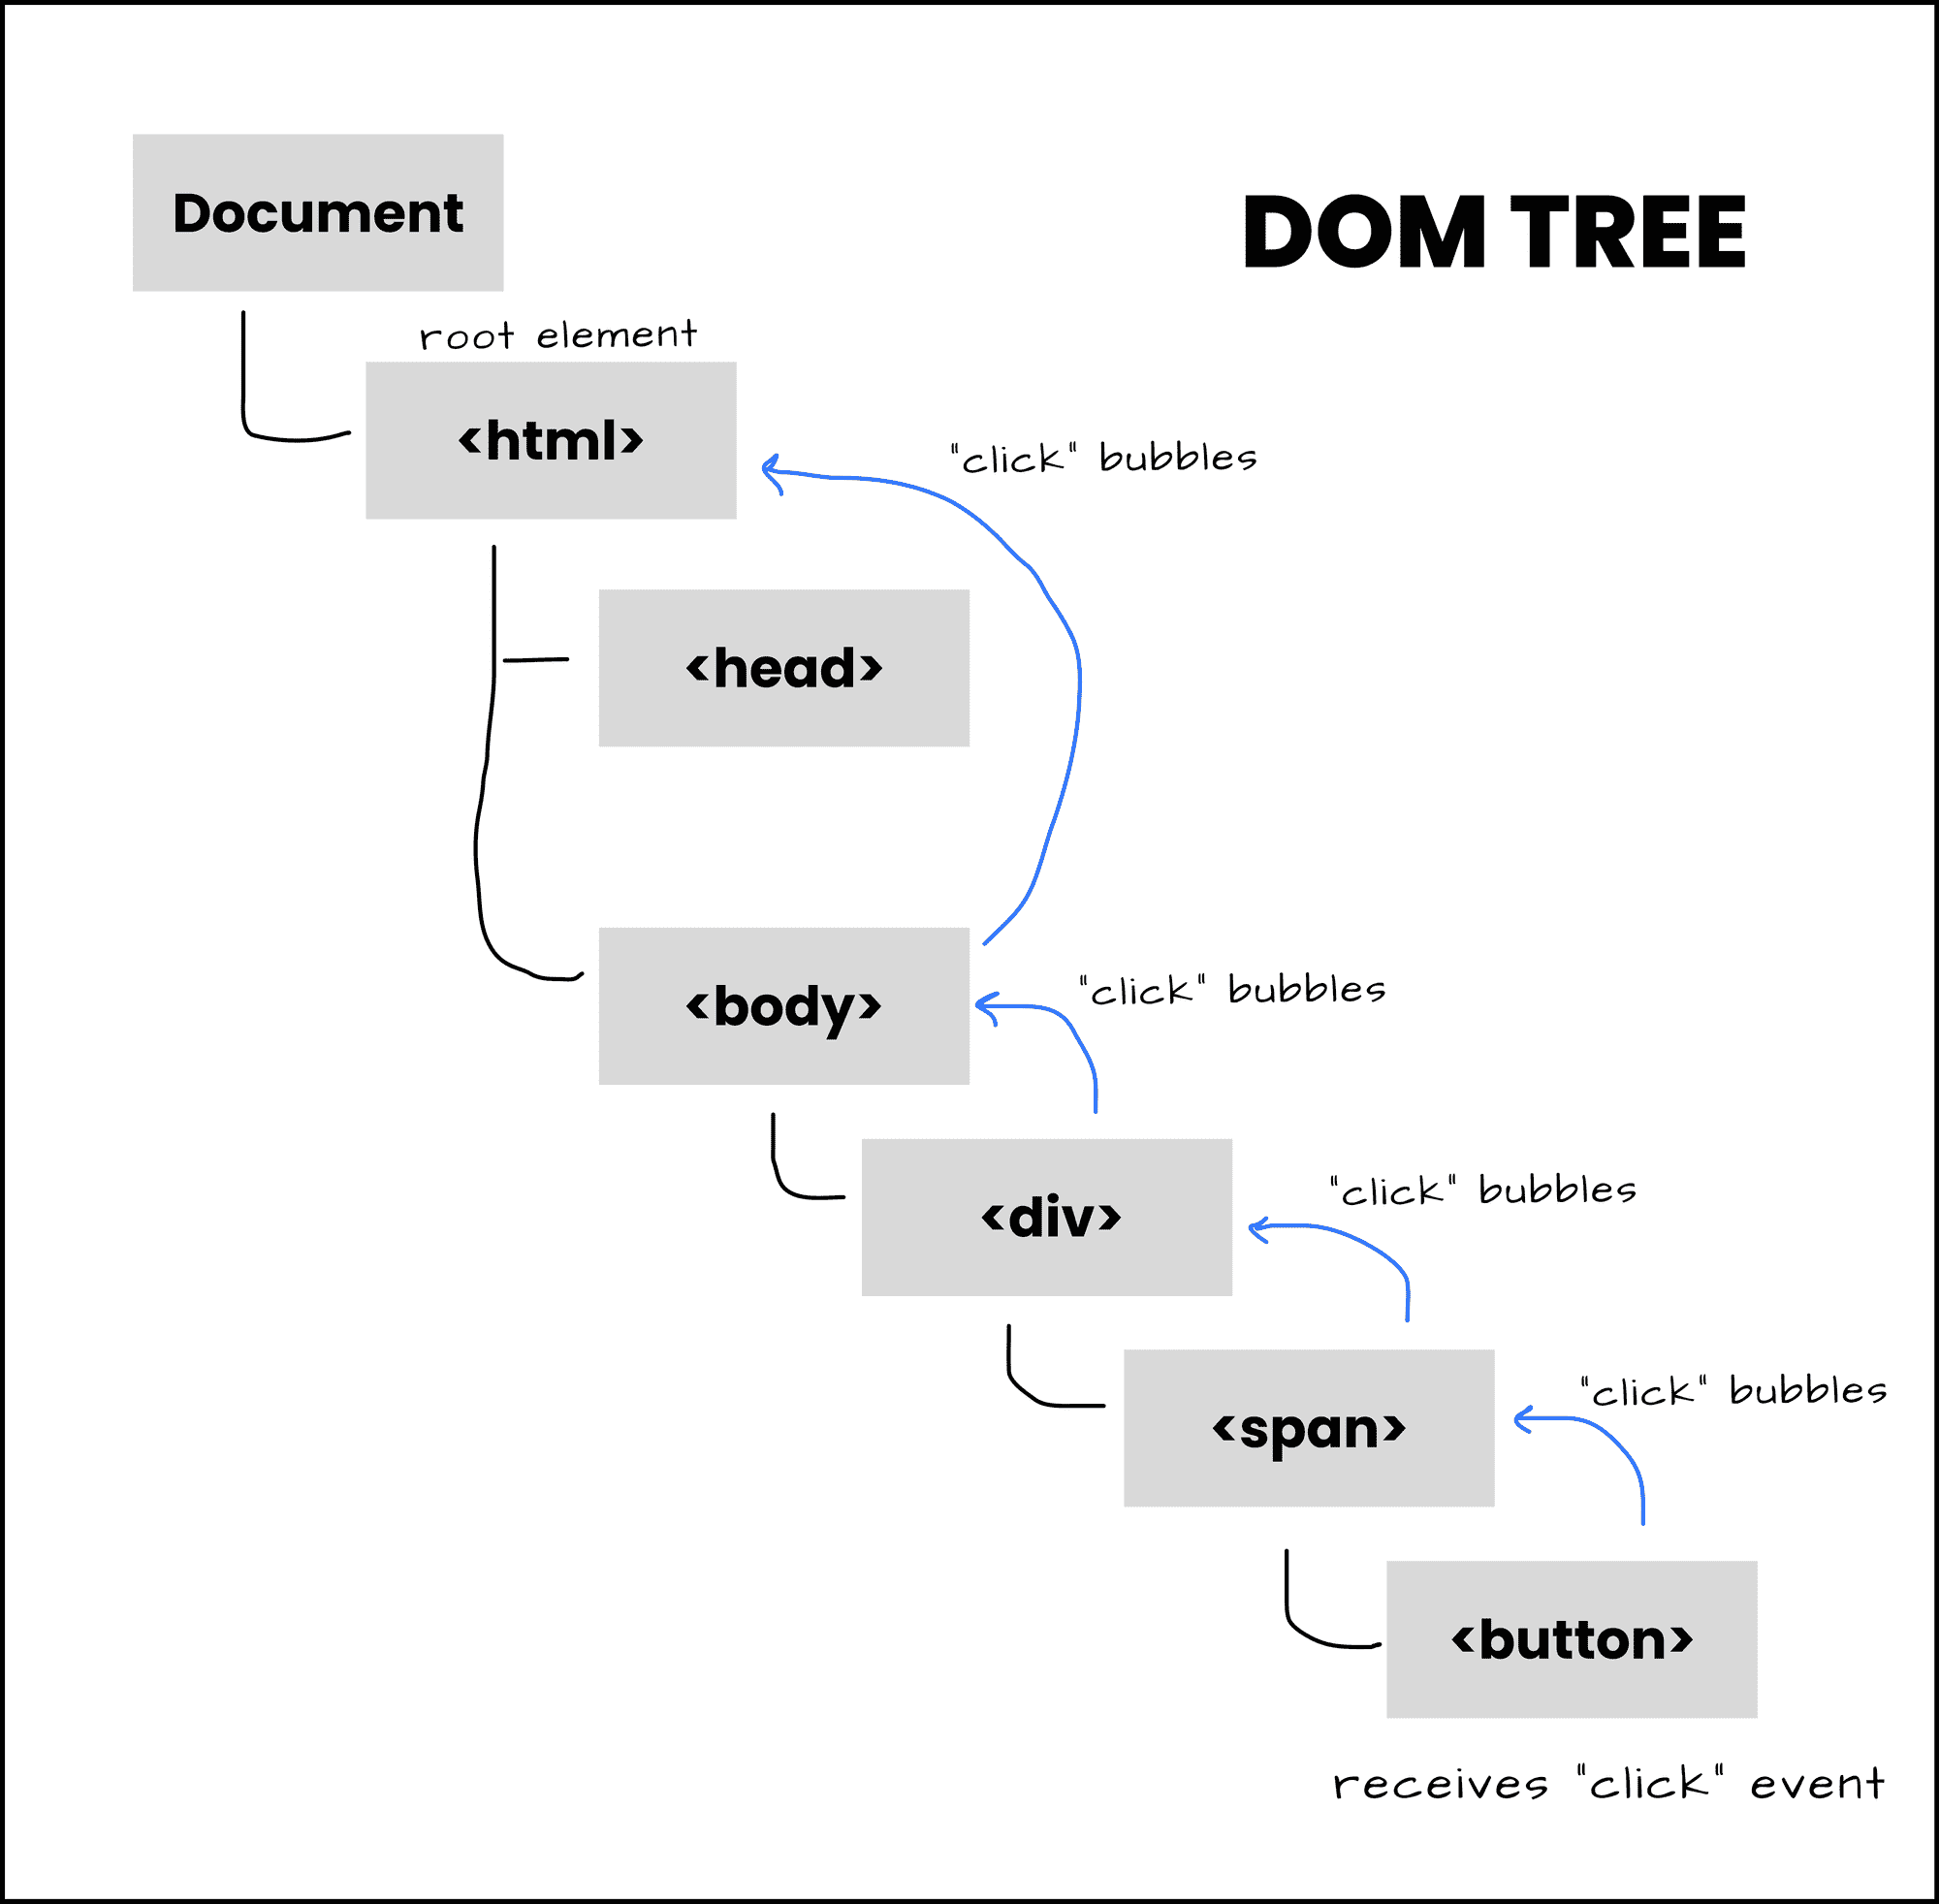 Document
DOM TREE
root element
<html>
"click" bubbles
<head>
<body>
"click" bubbles
<div>
"click" bubbles
<span>
"click" bubbles
<button>
receives "click" event